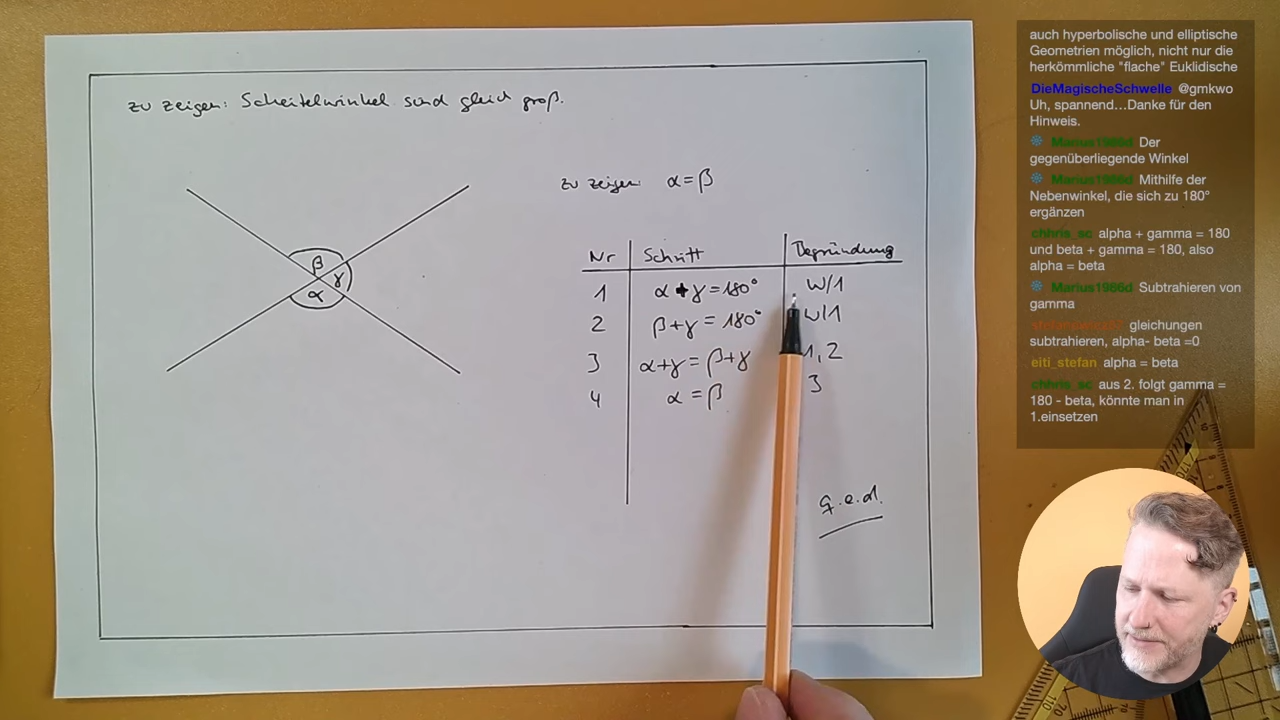 zu zeigen: Scheitelwinkel sind gleich groß.
zu zeigen: α = β
β
γ
α
Nr Schritt Begründung
1 α + γ = 180° W/1
2 β + γ = 180° W/1
3 α + γ = β + γ 1, 2
4 α = β 3
q.e.d.
auch hyperbolische und elliptische
Geometrien möglich, nicht nur die
herkömmliche "flache" Euklidische
DieMagischeSchwelle @gmkwo
Uh, spannend…Danke für den
Hinweis.
Marius1986d Der
gegenüberliegende Winkel
Marius1986d Mithilfe der
Nebenwinkel, die sich zu 180°
ergänzen
chhris_sc alpha + gamma = 180
und beta + gamma = 180, also
alpha = beta
Marius1986d Subtrahieren von
gamma
gleichungen
subtrahieren, alpha- beta =0
eiti_stefan alpha = beta
chhris_sc aus 2. folgt gamma =
180 - beta, könnte man in
1.einsetzen